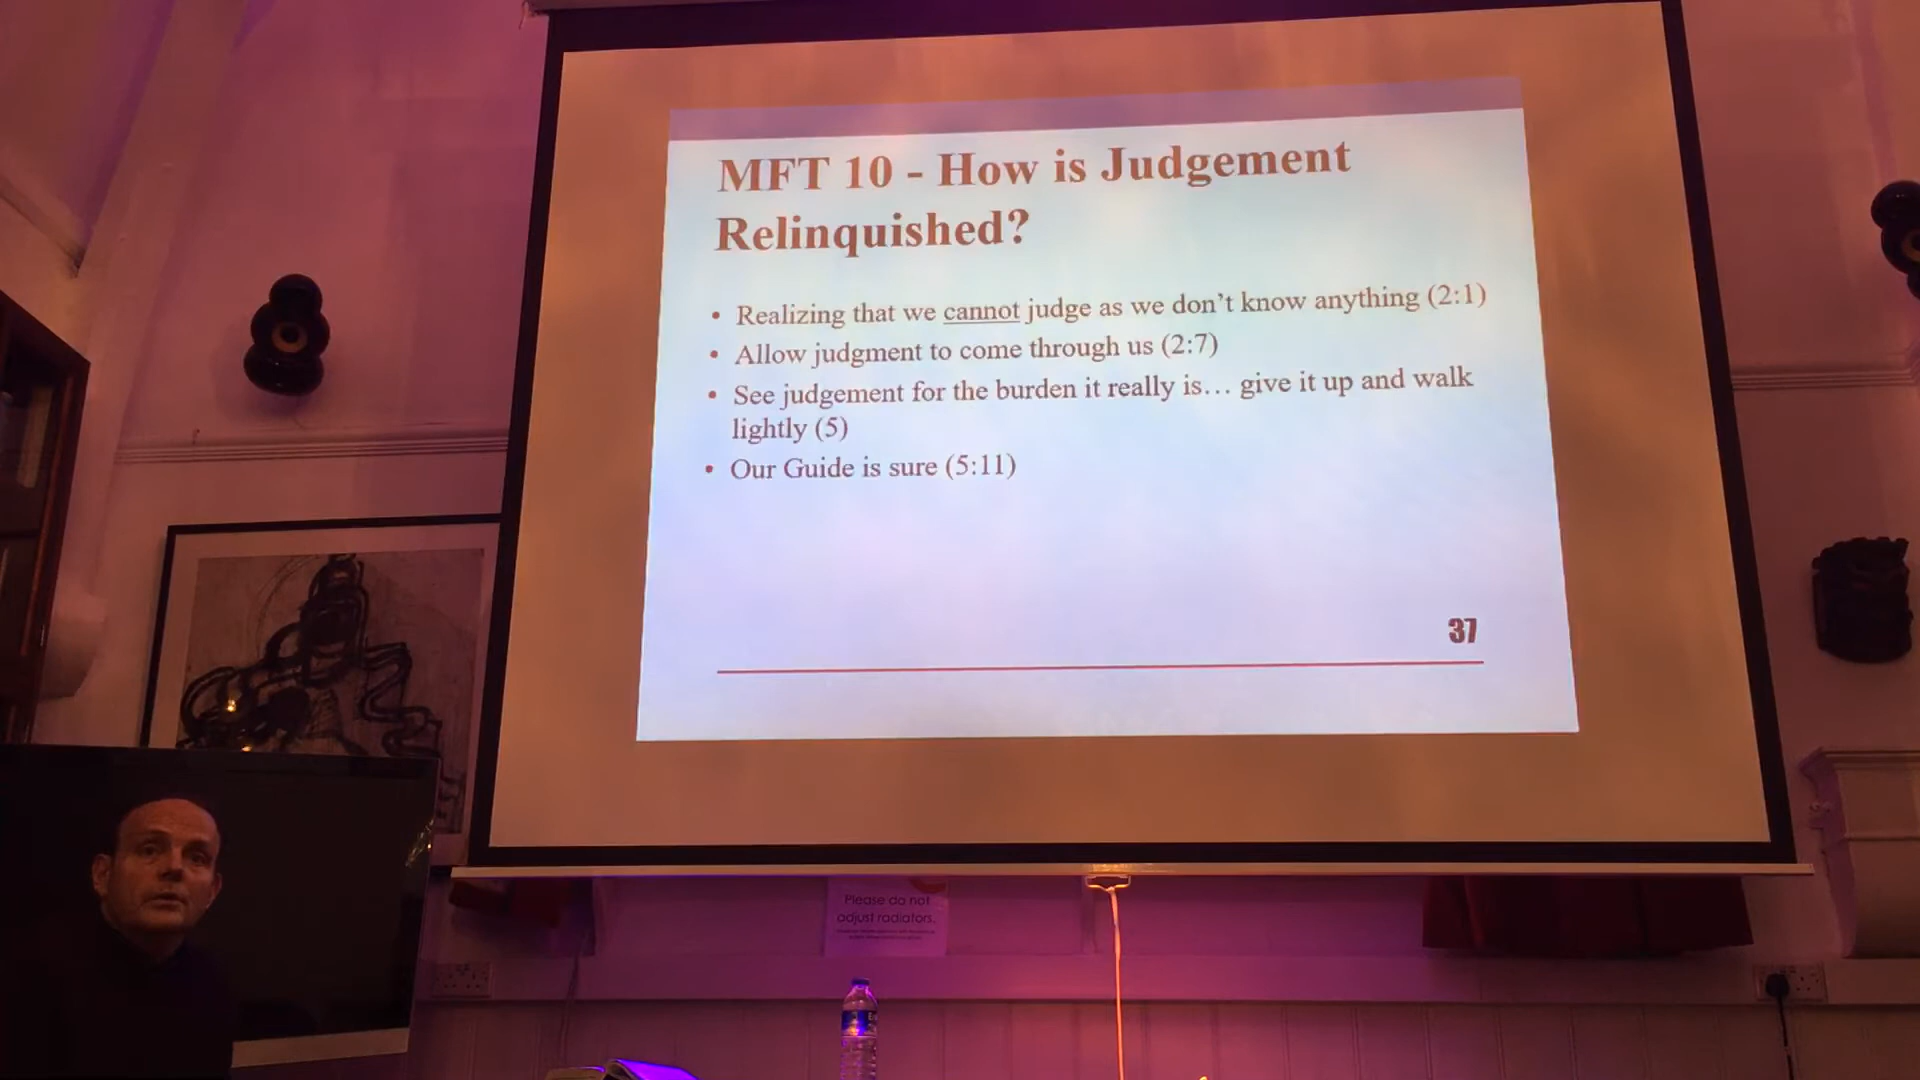 MFT 10 - How is Judgement
Relinquished?
• Realizing that we cannot judge as we don't know anything (2:1)
• Allow judgment to come through us (2:7)
• See judgement for the burden it really is... give it up and walk
lightly (5)
• Our Guide is sure (5:11)
37
Please do not
adjust radiators.